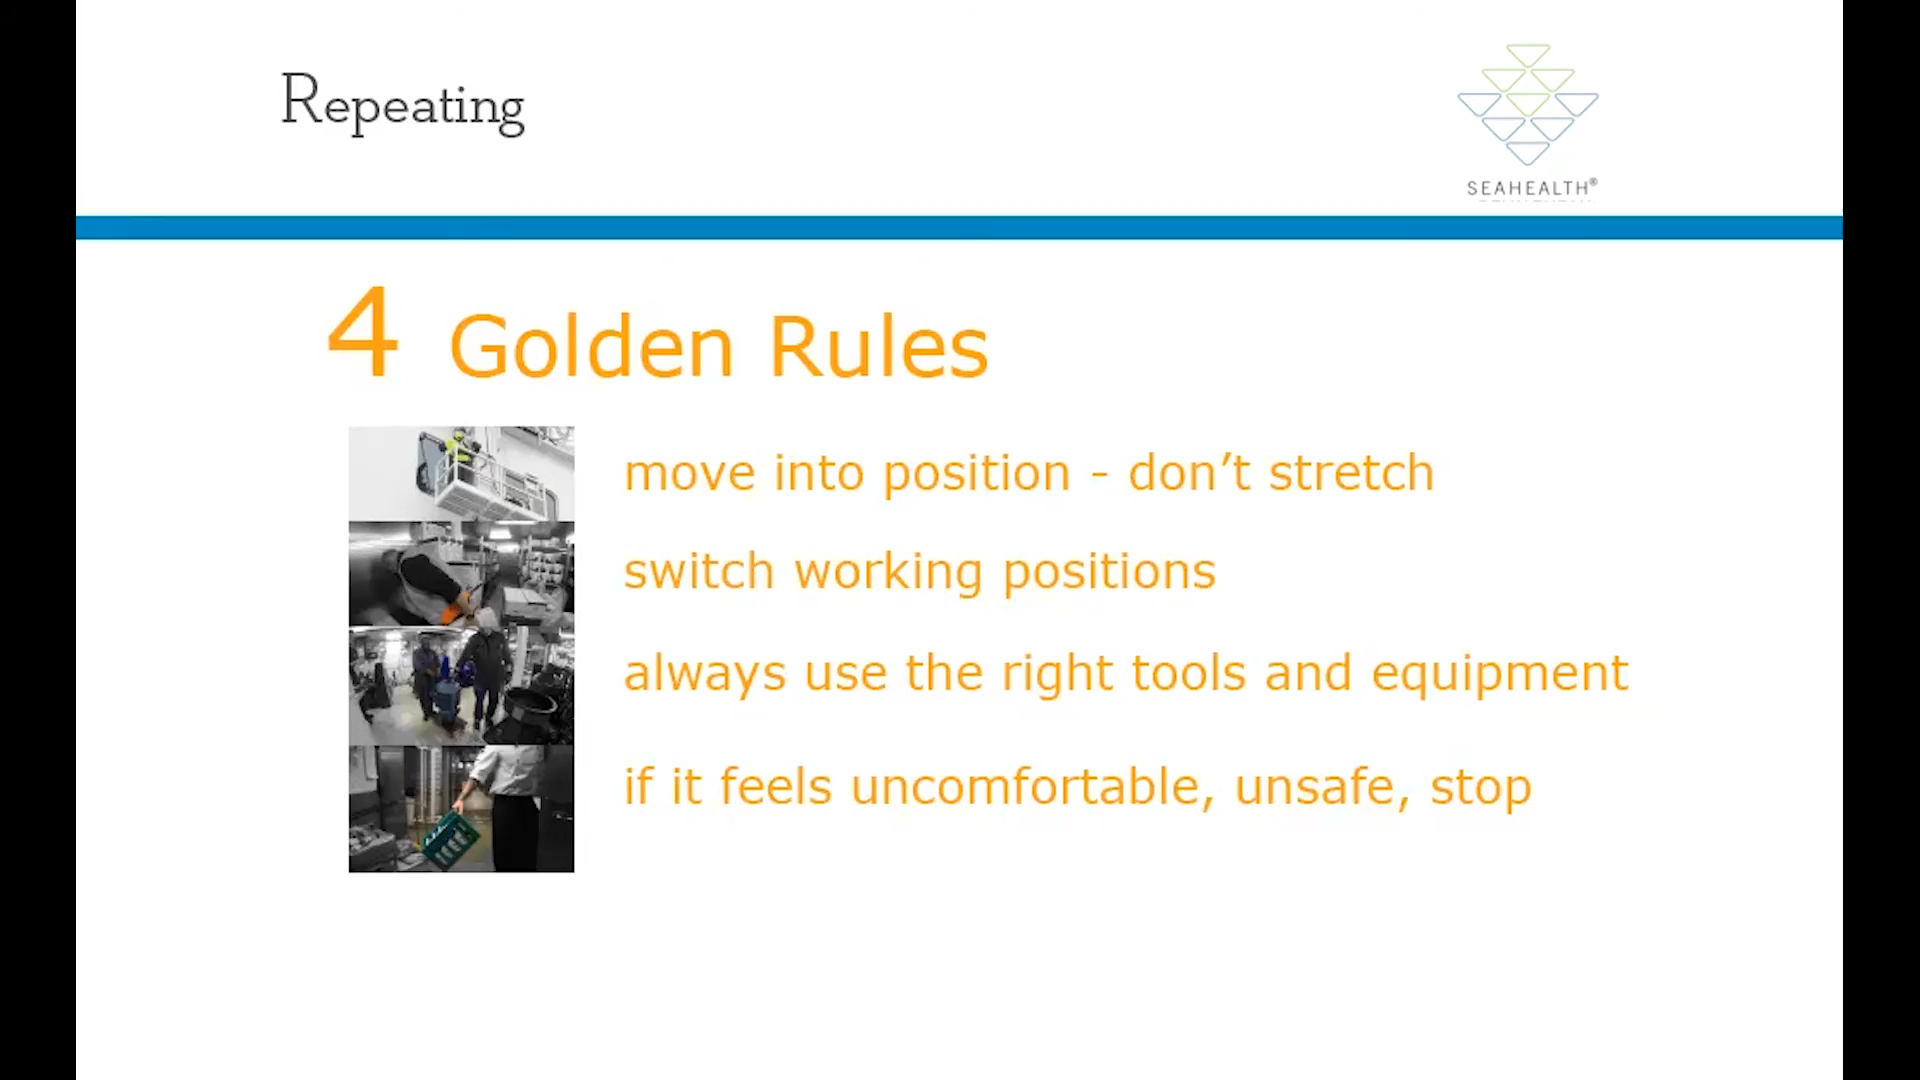 Repeating
SEAHEALTH®
4 Golden Rules
move into position - don’t stretch
switch working positions
always use the right tools and equipment
if it feels uncomfortable, unsafe, stop